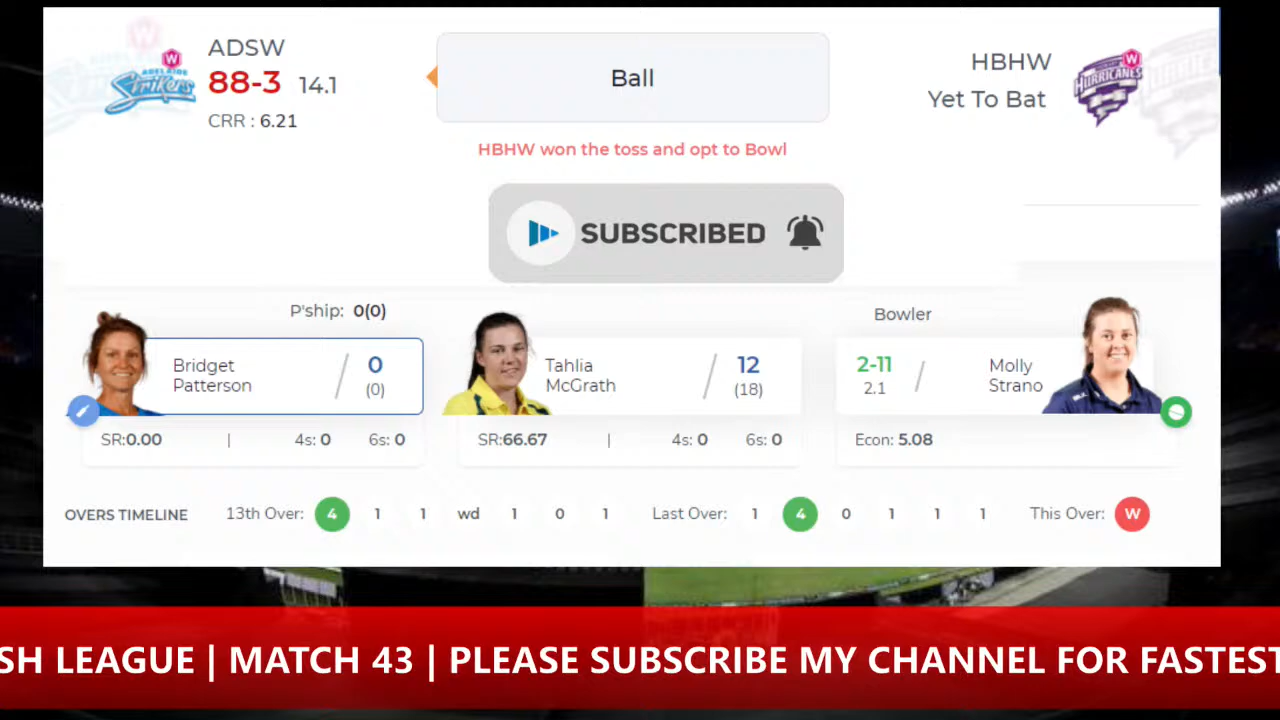 ADSW
88-3 14.1
CRR : 6.21
Ball
HBHW
Yet To Bat
W
ADELAIDE
STRIKERS
W
HURRICANES
HBHW won the toss and opt to Bowl
SUBSCRIBED
P'ship: 0(0)
Bowler
Bridget
Patterson
/
0
(0)
Tahlia
McGrath
/
12
(18)
2-11
2.1
/
Molly
Strano
SR:0.00 | 4s: 0 6s: 0
SR:66.67 | 4s: 0 6s: 0
Econ: 5.08
OVERS TIMELINE 13th Over: 4 1 1 wd 1 0 1 Last Over: 1 4 0 1 1 1 This Over: W
SH LEAGUE | MATCH 43 | PLEASE SUBSCRIBE MY CHANNEL FOR FASTEST